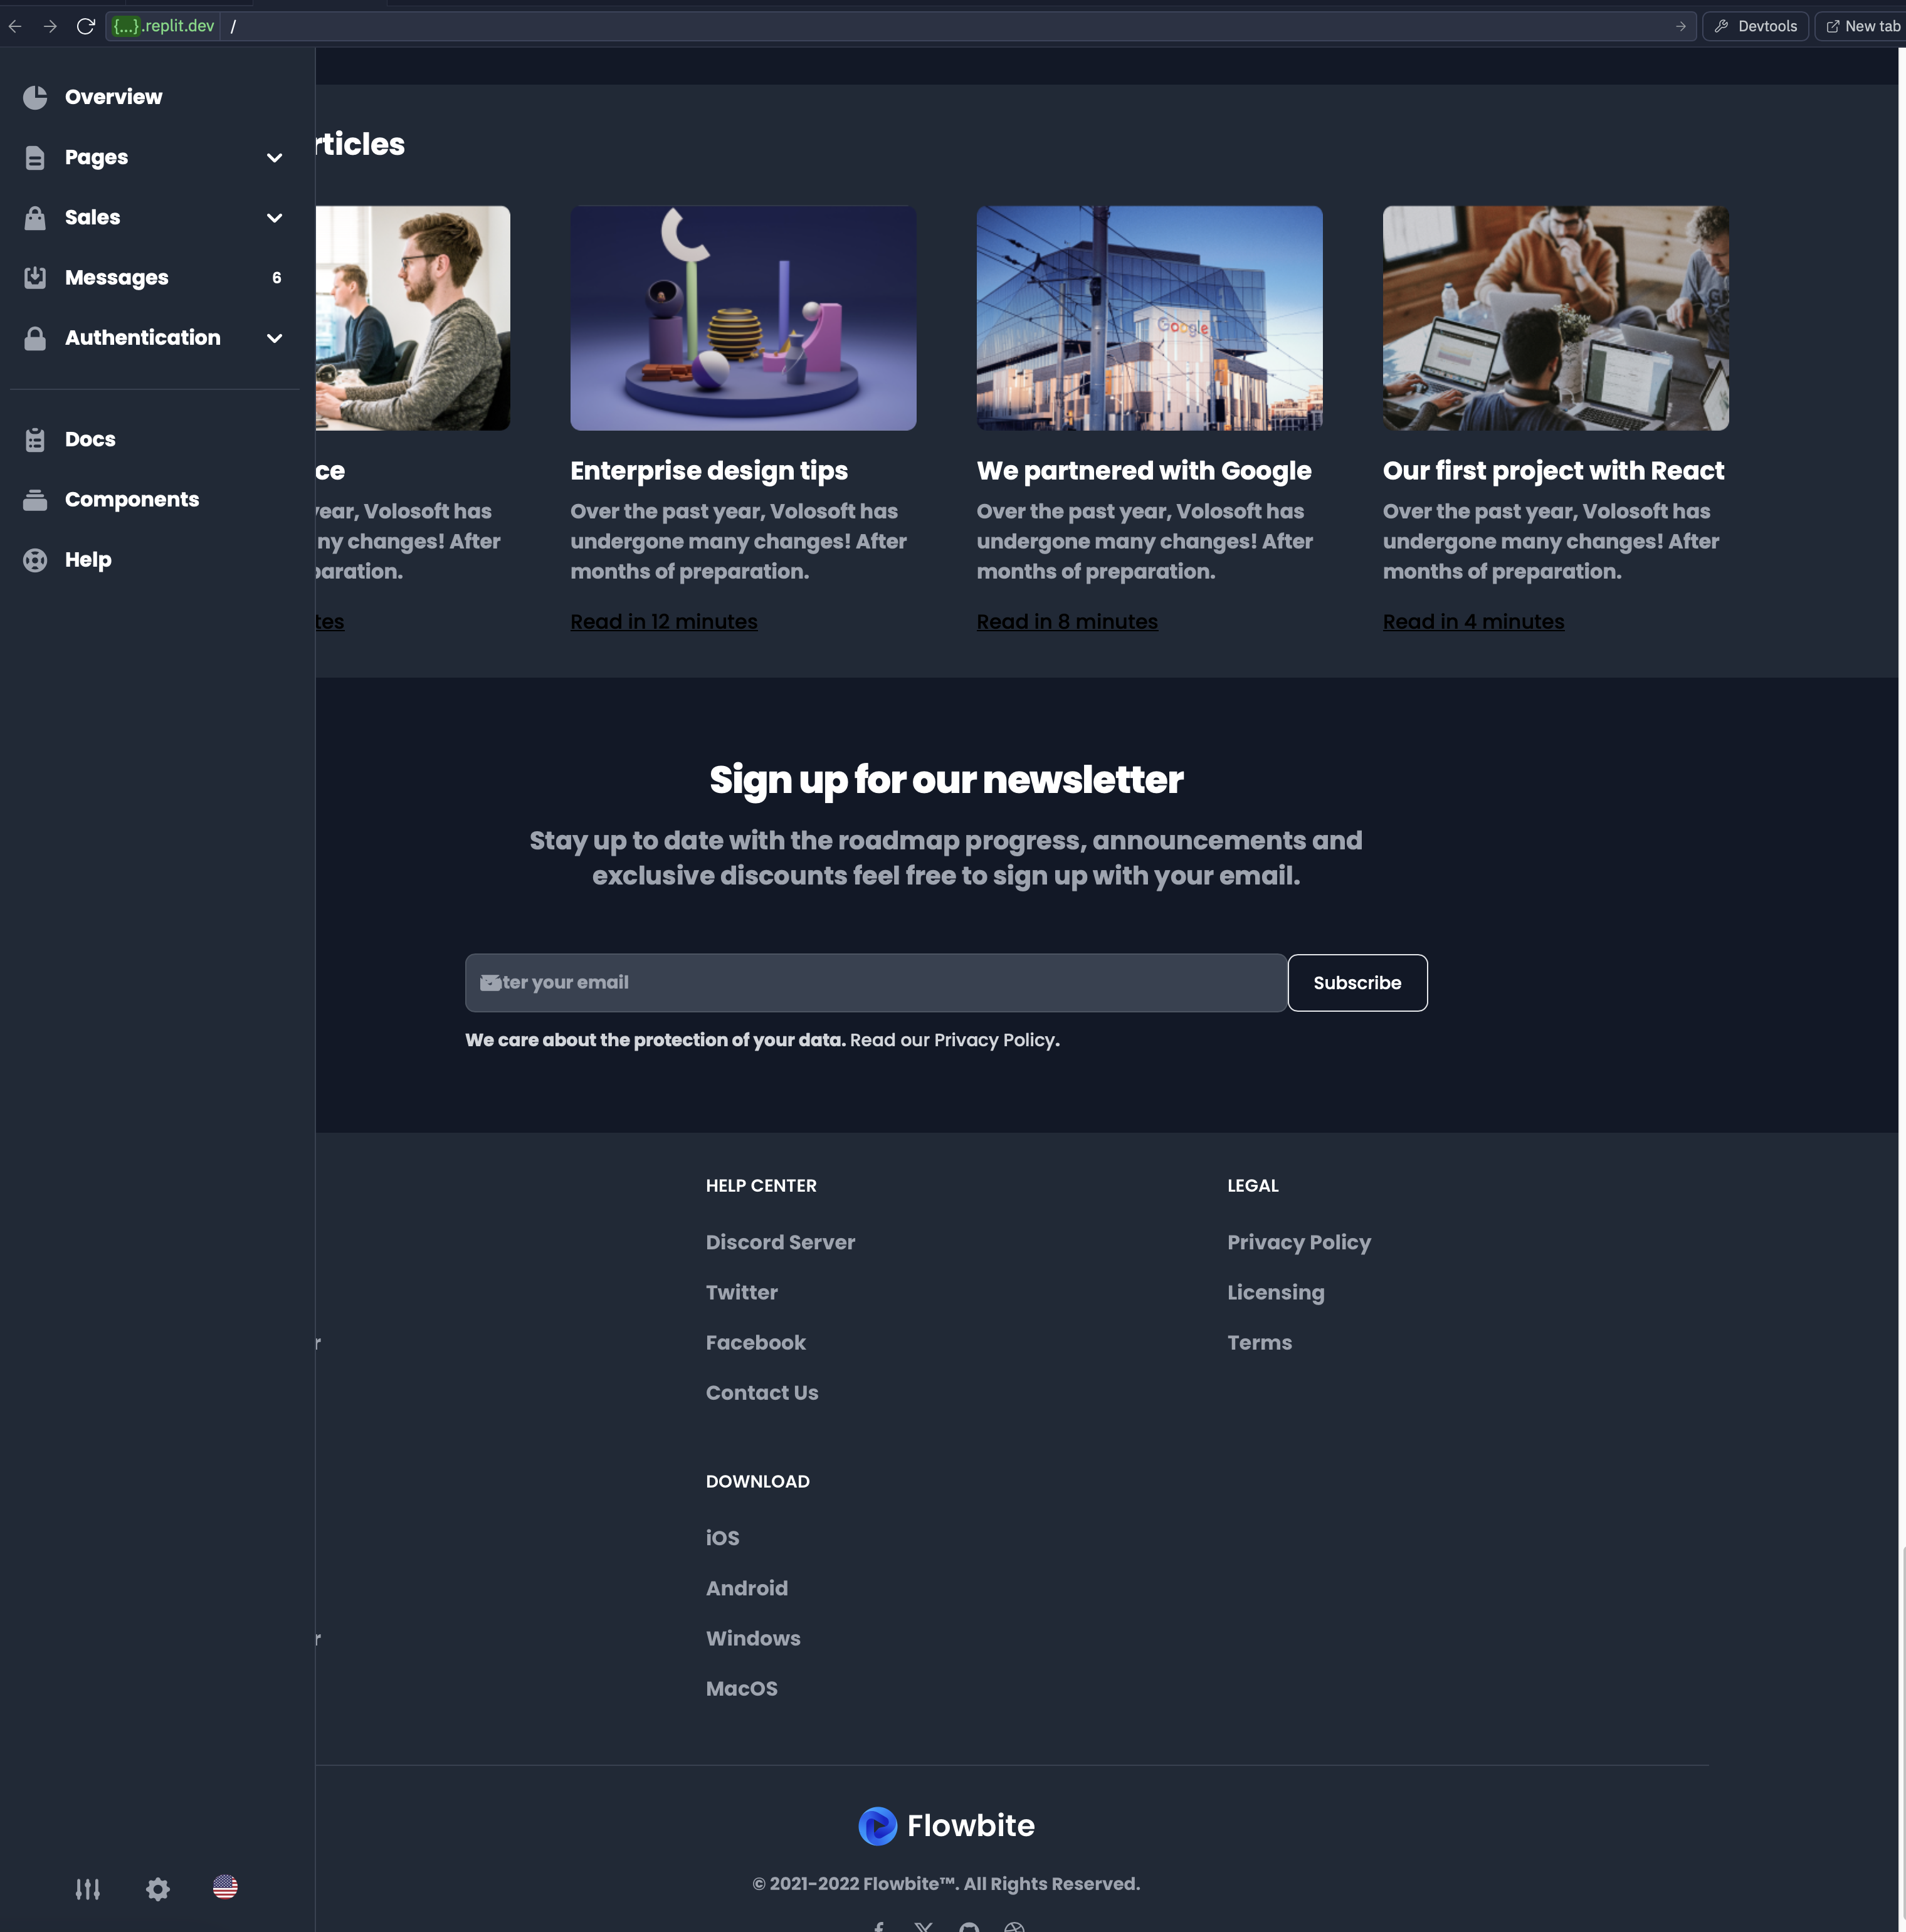 {...}.replit.dev /
Devtools
New tab
Overview
Pages
Sales
Messages 6
Authentication
Docs
Components
Help
rticles
Google
ce
year, Volosoft has
ny changes! After
paration.
tes
Enterprise design tips
Over the past year, Volosoft has
undergone many changes! After
months of preparation.
Read in 12 minutes
We partnered with Google
Over the past year, Volosoft has
undergone many changes! After
months of preparation.
Read in 8 minutes
Our first project with React
Over the past year, Volosoft has
undergone many changes! After
months of preparation.
Read in 4 minutes
Sign up for our newsletter
Stay up to date with the roadmap progress, announcements and
exclusive discounts feel free to sign up with your email.
ter your email
Subscribe
We care about the protection of your data. Read our Privacy Policy.
r
r
HELP CENTER
Discord Server
Twitter
Facebook
Contact Us
LEGAL
Privacy Policy
Licensing
Terms
DOWNLOAD
iOS
Android
Windows
MacOS
Flowbite
© 2021-2022 Flowbite™. All Rights Reserved.